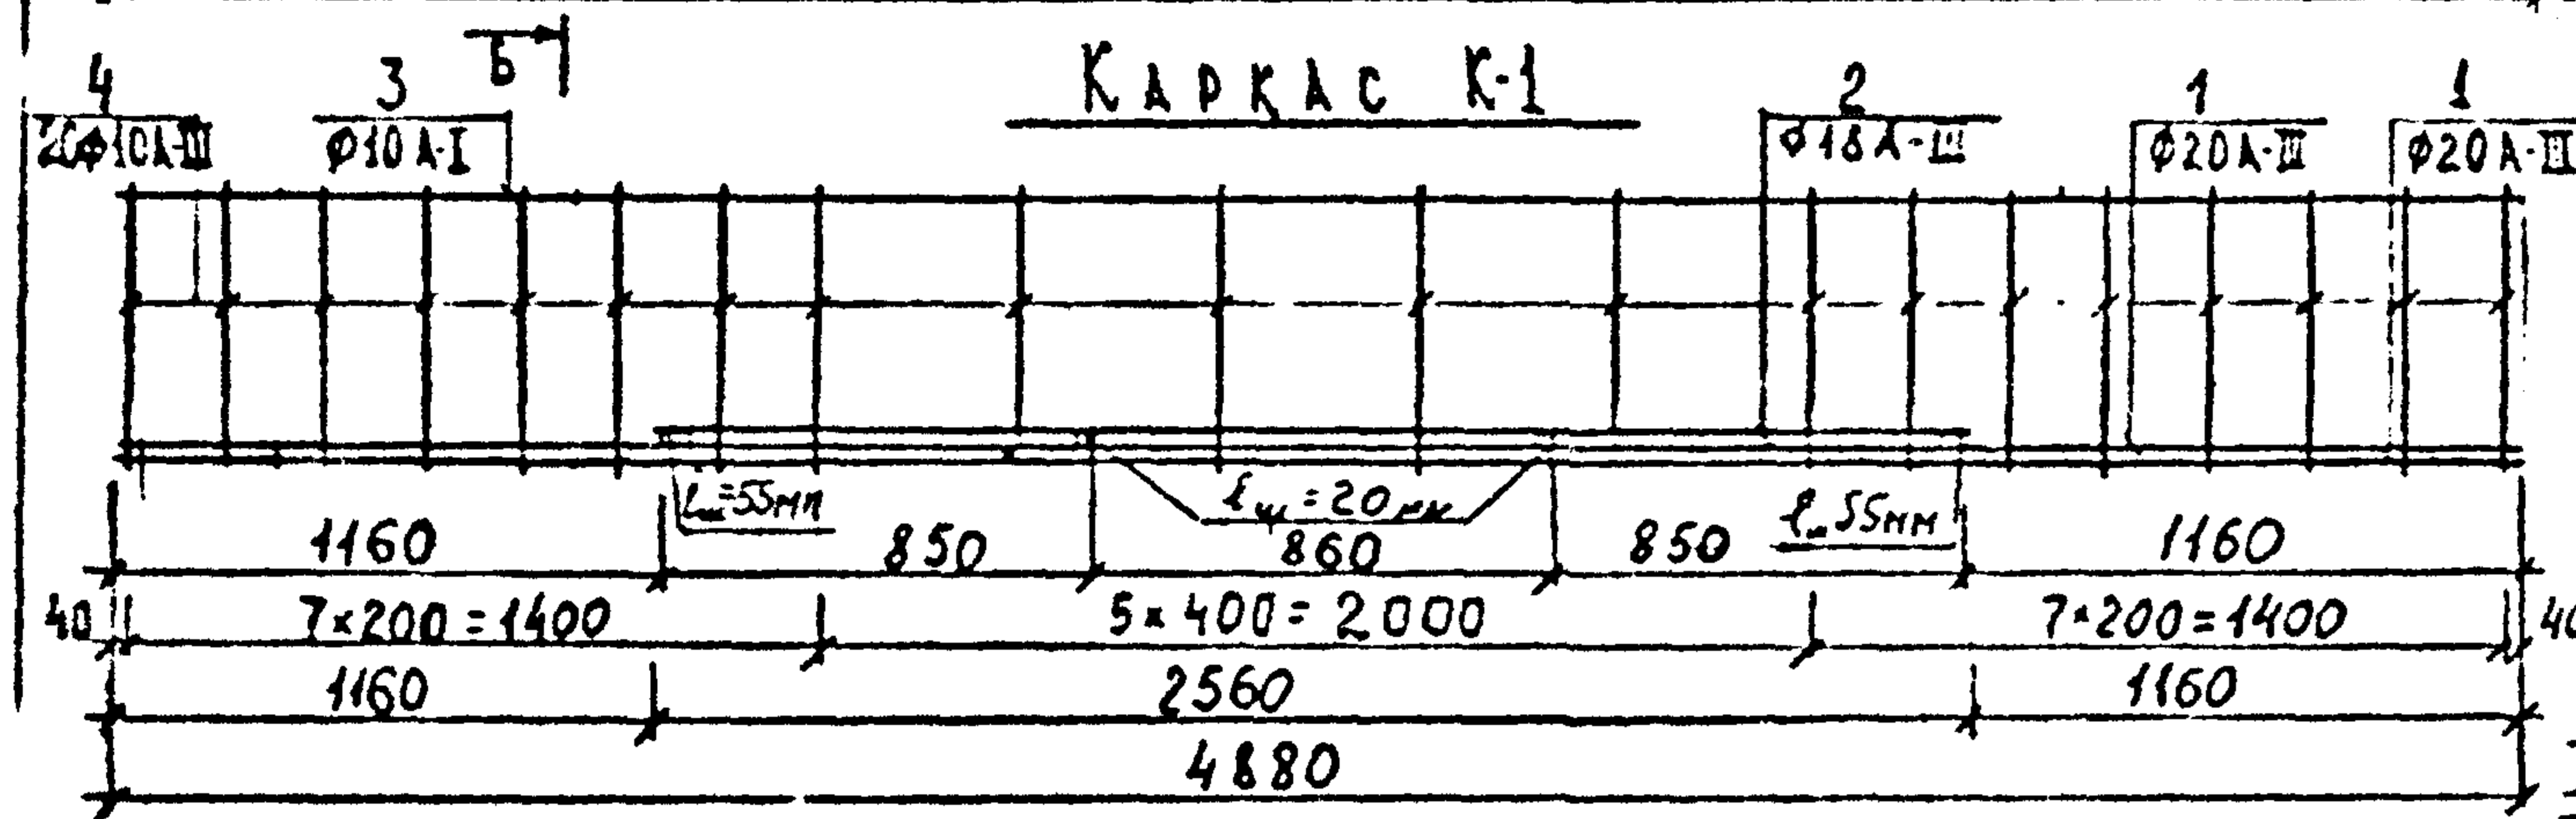 Б
КАРКАС К-1
4
20Ф10А-III
3
Ф10А-I
2
Ф18А-III
1
Ф20А-III
1
Ф20А-III
lш=55мм
lш=20мм
lш 55мм
1160 850 860 850 1160
40 7×200=1400 5×400=2000 7×200=1400 40
1160 2560 1160
4880